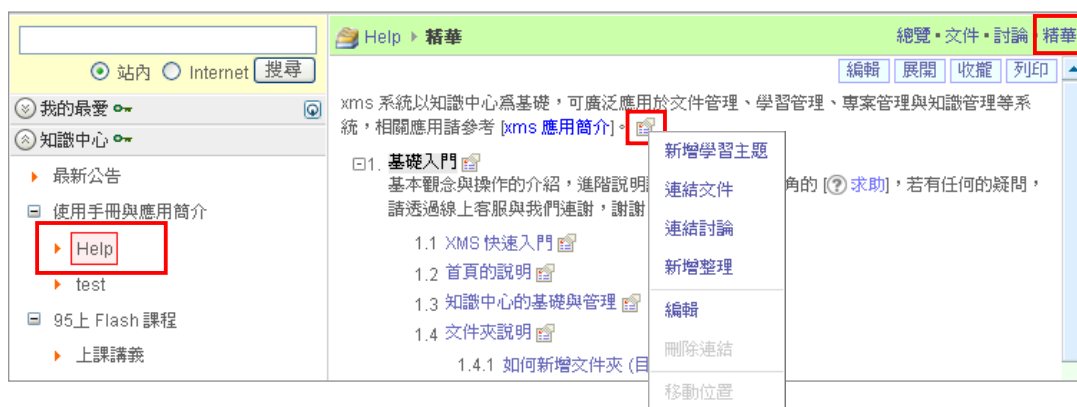 Help ▸ 精華
總覽 • 文件 • 討論 精華
站內 Internet 搜尋
編輯 展開 收攏 列印
我的最愛
知識中心
最新公告
使用手冊與應用簡介
Help
test
95上 Flash 課程
上課講義
xms 系統以知識中心為基礎，可廣泛應用於文件管理、學習管理、專案管理與知識管理等系
統，相關應用請參考 [xms 應用簡介]。
1. 基礎入門
基本觀念與操作的介紹，進階說明 角的 [? 求助]，若有任何的疑問，
請透過線上客服與我們連謝，謝謝
1.1 XMS 快速入門
1.2 首頁的說明
1.3 知識中心的基礎與管理
1.4 文件夾說明
1.4.1 如何新增文件夾 (目
新增學習主題
連結文件
連結討論
新增整理
編輯
刪除連結
移動位置